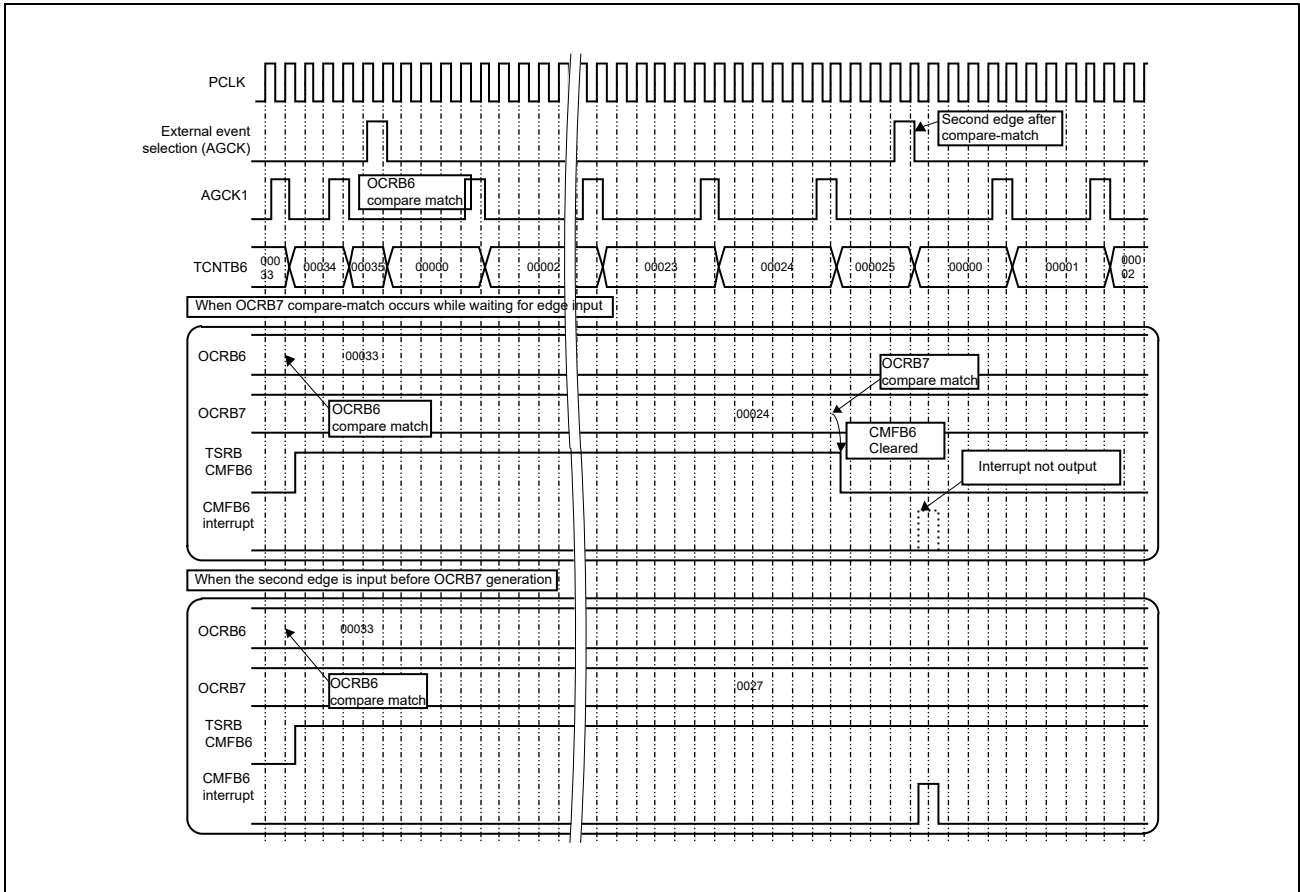 PCLK
External event
selection (AGCK)
Second edge after
compare-match
AGCK1
OCRB6
compare match
TCNTB6
000
33
00034
00035
00000
00002
00023
00024
000025
00000
00001
000
02
When OCRB7 compare-match occurs while waiting for edge input
OCRB6
00033
OCRB7
compare match
OCRB7
OCRB6
compare match
00024
CMFB6
Cleared
TSRB
CMFB6
Interrupt not output
CMFB6
interrupt
When the second edge is input before OCRB7 generation
OCRB6
00033
OCRB7
OCRB6
compare match
0027
TSRB
CMFB6
CMFB6
interrupt